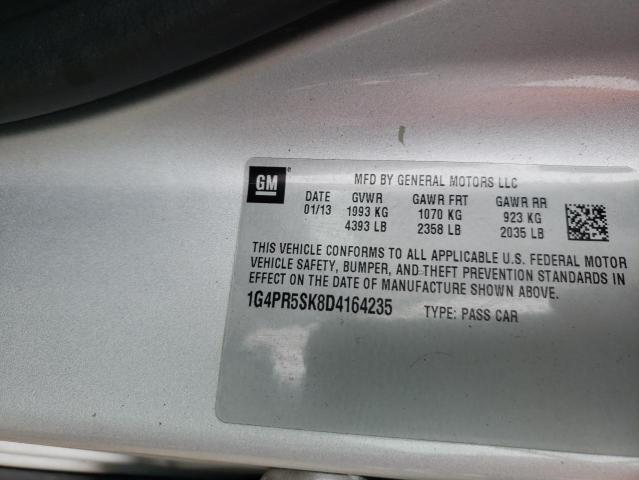 GM ®
MFD BY GENERAL MOTORS LLC
DATE GVWR GAWR FRT GAWR RR
01/13 1993 KG 1070 KG 923 KG
4393 LB 2358 LB 2035 LB
THIS VEHICLE CONFORMS TO ALL APPLICABLE U.S. FEDERAL MOTOR
VEHICLE SAFETY, BUMPER, AND THEFT PREVENTION STANDARDS IN
EFFECT ON THE DATE OF MANUFACTURE SHOWN ABOVE.
1G4PR5SK8D4164235 TYPE: PASS CAR